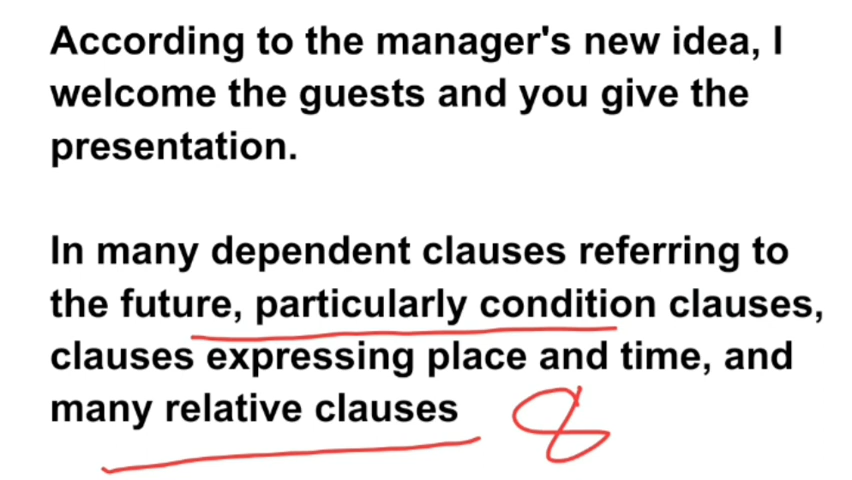 According to the manager's new idea, I
welcome the guests and you give the
presentation.
In many dependent clauses referring to
the future, particularly condition clauses,
clauses expressing place and time, and
many relative clauses 8